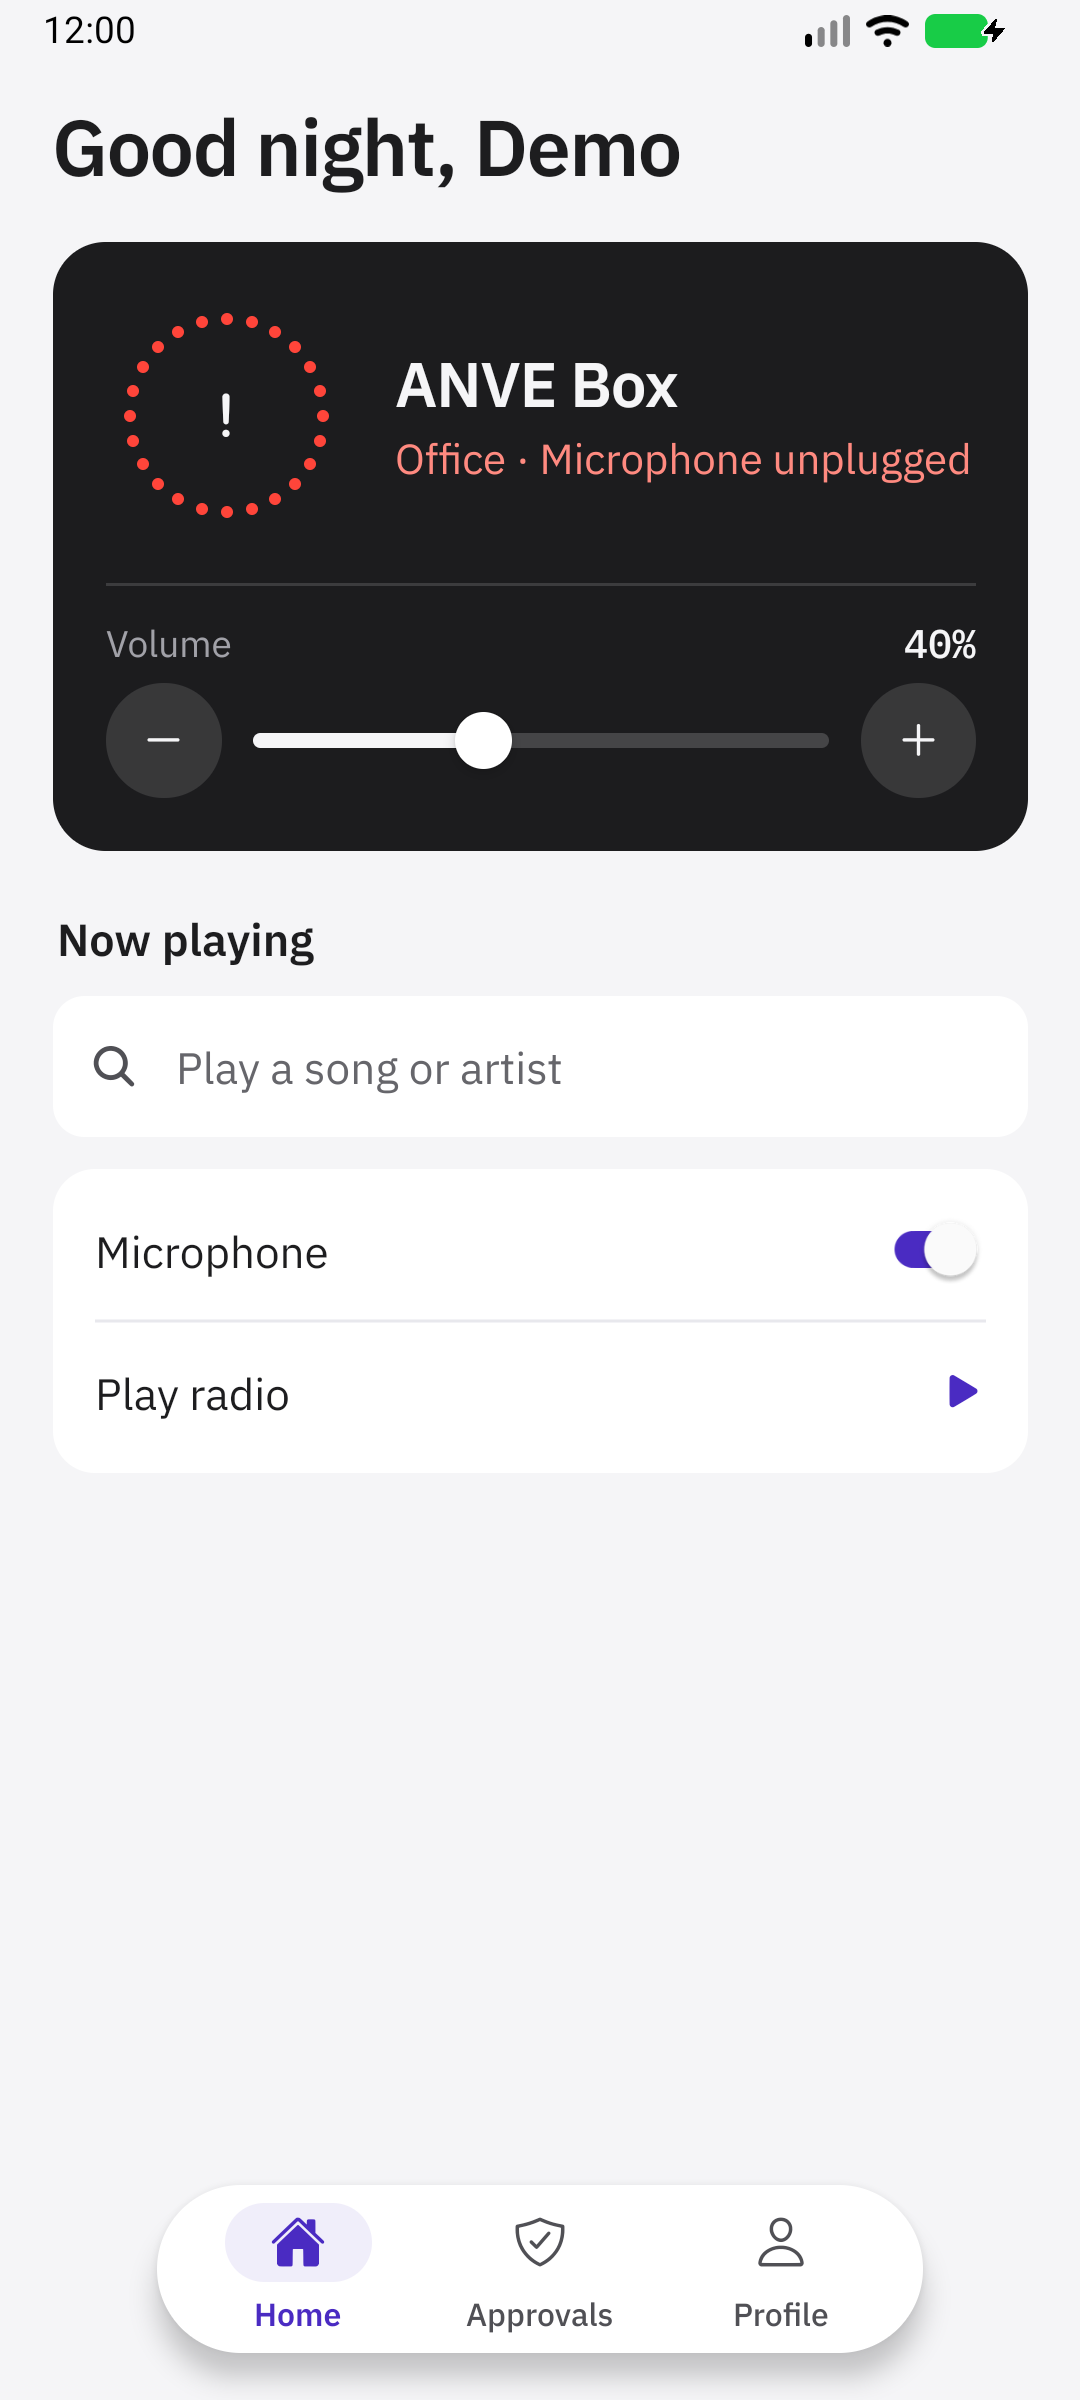 12:00
Good night, Demo
!
ANVE Box
Office · Microphone unplugged
Volume
40%
Now playing
Play a song or artist
Microphone
Play radio
Home
Approvals
Profile